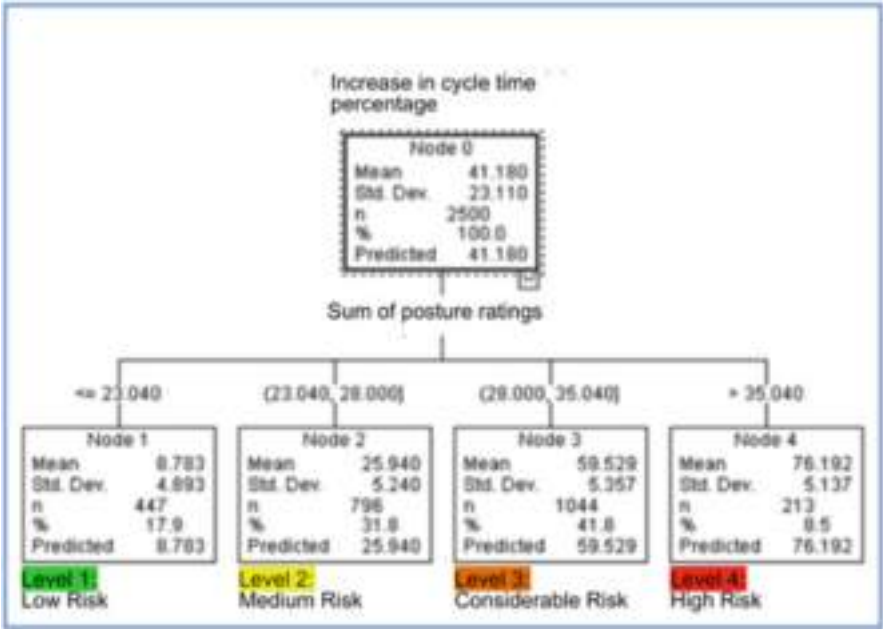 Increase in cycle time
percentage
Node 0
Mean 41.180
Std. Dev. 23.110
n 2500
% 100.0
Predicted 41.180
Sum of posture ratings
<= 23.040
Node 1
Mean 8.783
Std. Dev. 4.893
n 447
% 17.9
Predicted 8.783
Level 1:
Low Risk
(23.040, 28.000]
Node 2
Mean 25.940
Std. Dev. 5.240
n 796
% 31.8
Predicted 25.940
Level 2:
Medium Risk
(28.000, 35.040]
Node 3
Mean 59.529
Std. Dev. 5.357
n 1044
% 41.8
Predicted 59.529
Level 3:
Considerable Risk
> 35.040
Node 4
Mean 76.192
Std. Dev. 5.137
n 213
% 8.5
Predicted 76.192
Level 4:
High Risk